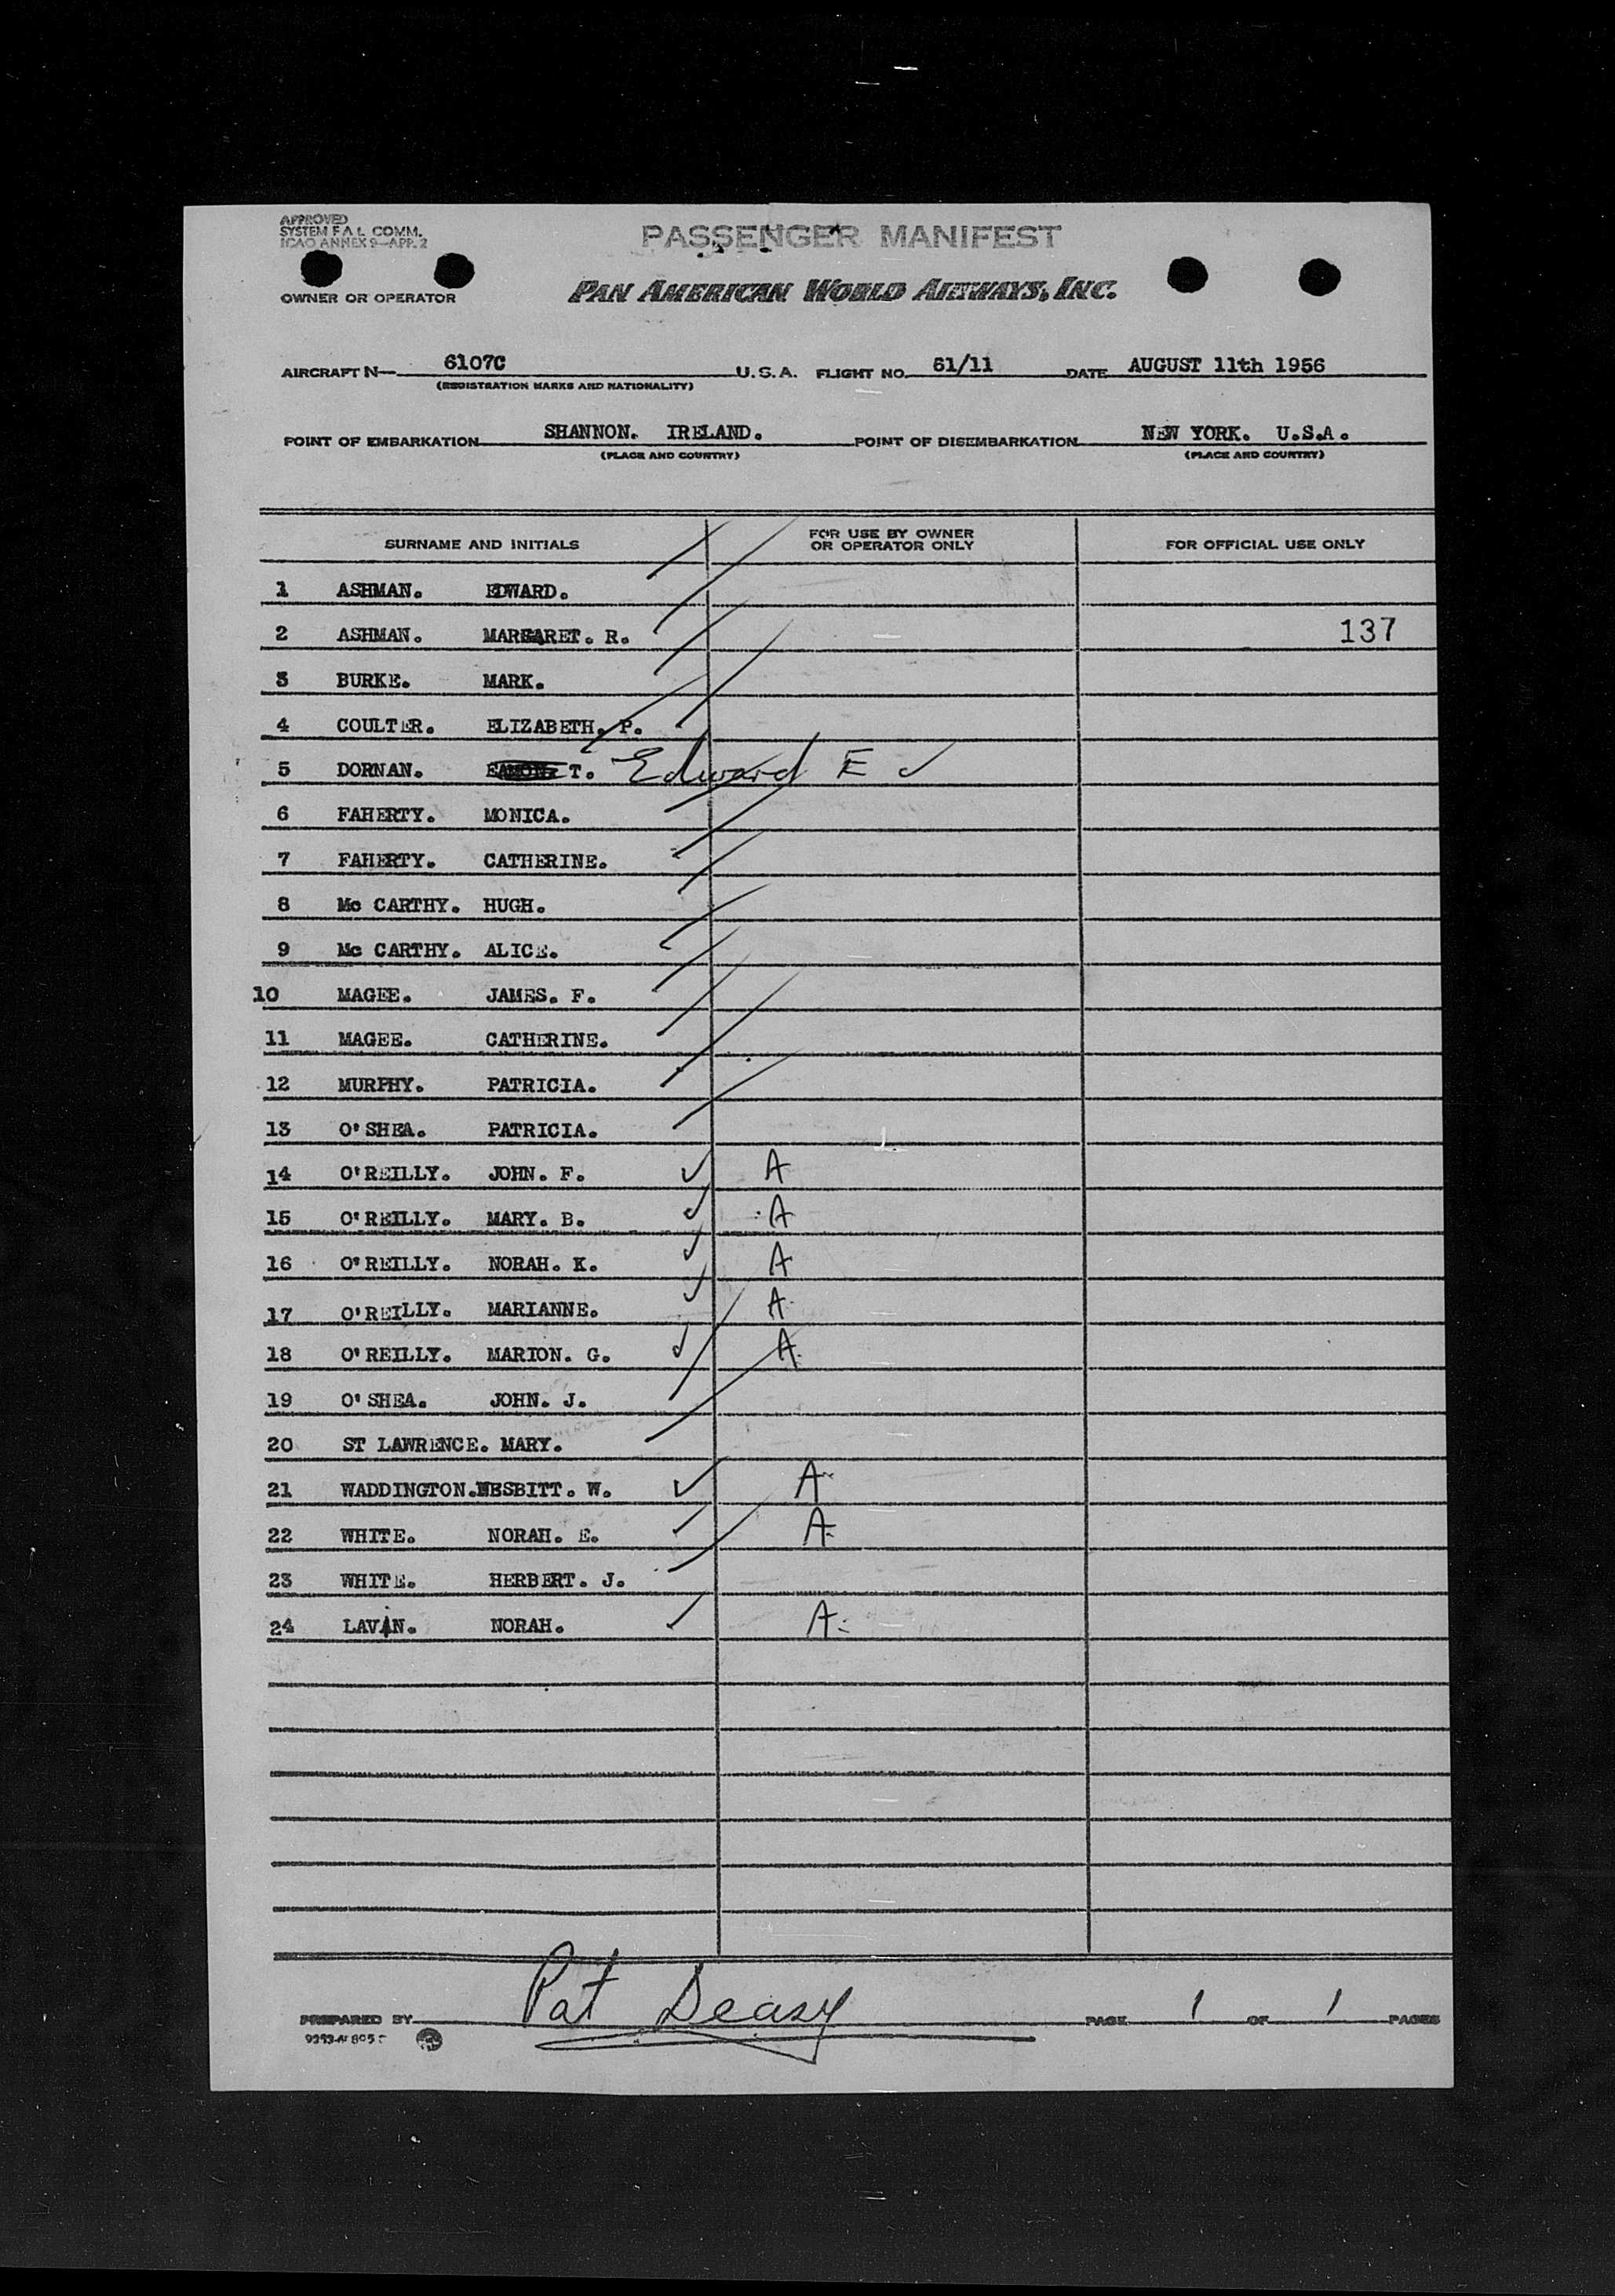 APPROVED
SYSTEM F A L COMM.
ICAO ANNEX 9—APP. 2
PASSENGER MANIFEST
OWNER OR OPERATOR PAN AMERICAN WORLD AIRWAYS, INC.
AIRCRAFT N— 6107C U.S.A. FLIGHT NO. 61/11 DATE AUGUST 11th 1956
(REGISTRATION MARKS AND NATIONALITY)
POINT OF EMBARKATION SHANNON. IRELAND. POINT OF DISEMBARKATION NEW YORK. U.S.A.
(PLACE AND COUNTRY) (PLACE AND COUNTRY)
SURNAME AND INITIALS FOR USE BY OWNER OR OPERATOR ONLY FOR OFFICIAL USE ONLY
1 ASHMAN. EDWARD.
2 ASHMAN. MARGARET. R. 137
3 BURKE. MARK.
4 COULTER. ELIZABETH. P.
5 DORNAN. T. Edward E ✓
6 FAHERTY. MONICA.
7 FAHERTY. CATHERINE.
8 Mc CARTHY. HUGH.
9 Mc CARTHY. ALICE.
10 MAGEE. JAMES. F.
11 MAGEE. CATHERINE.
12 MURPHY. PATRICIA.
13 O'SHEA. PATRICIA.
14 O'REILLY. JOHN. F. ✓ A
15 O'REILLY. MARY. B. ✓ A
16 O'REILLY. NORAH. K. ✓ A
17 O'REILLY. MARIANNE. ✓ A
18 O'REILLY. MARION. G. ✓ A
19 O'SHEA. JOHN. J.
20 ST LAWRENCE. MARY.
21 WADDINGTON.NESBITT. W. ✓ A
22 WHITE. NORAH. E. ✓ A
23 WHITE. HERBERT. J.
24 LAVIN. NORAH. ✓ A
PREPARED BY Pat Deasy PAGE 1 OF 1 PAGES